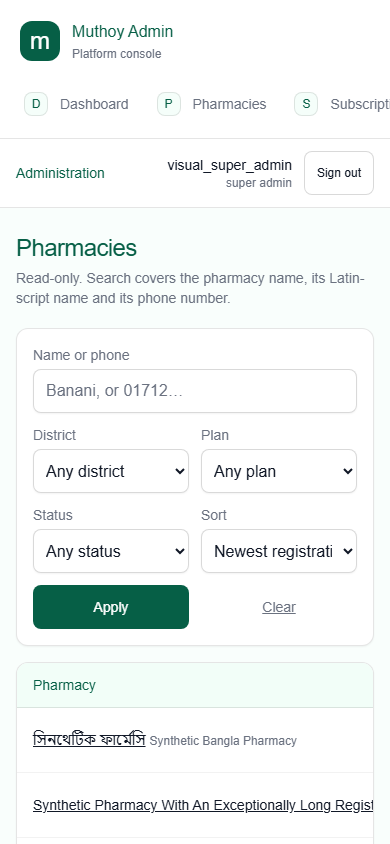 m
Muthoy Admin
Platform console
D Dashboard P Pharmacies S Subscripti
Administration
visual_super_admin
super admin
Sign out
Pharmacies
Read-only. Search covers the pharmacy name, its Latin-
script name and its phone number.
Name or phone
Banani, or 01712…
District Plan
Any district Any plan
Status Sort
Any status Newest registrati
Apply Clear
Pharmacy
সিনথেটিক ফার্মেসি Synthetic Bangla Pharmacy
Synthetic Pharmacy With An Exceptionally Long Regist